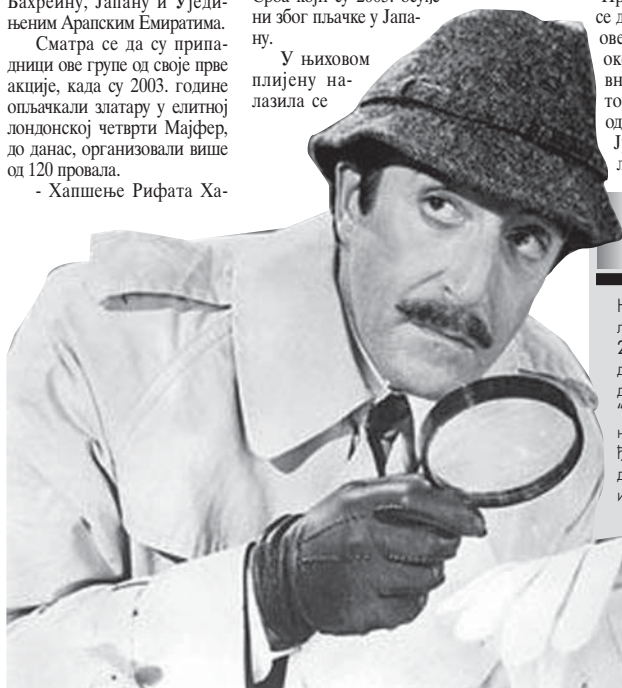 Бахреину, Јапану и Уједи-
њеним Арапским Емиратима.
Сматра се да су припа-
дници ове групе од своје прве
акције, када су 2003. године
опљачкали златару у елитној
лондонској четврти Мајфер,
до данас, организовали више
од 120 провала.
- Хапшење Рифата Ха-
ни због пљачке у Јапа-
ну.
У њиховом
плијену на-
лазила се